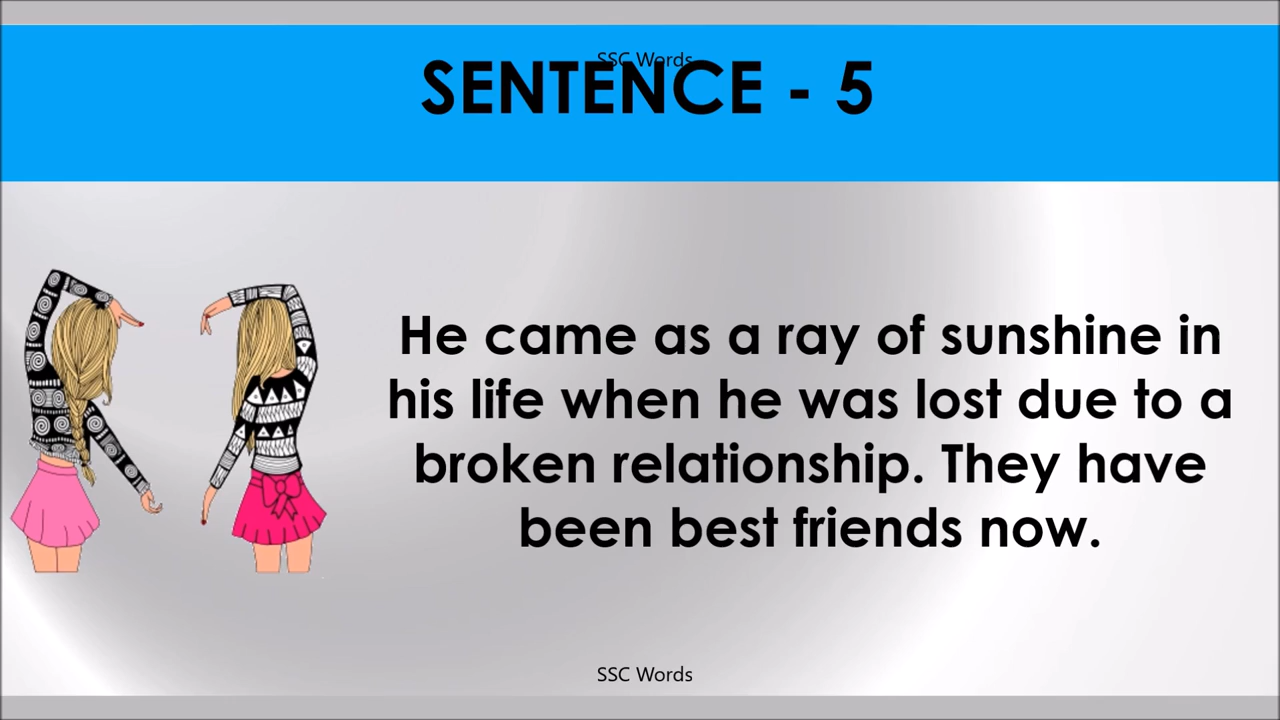 SSC Words
SENTENCE - 5
He came as a ray of sunshine in
his life when he was lost due to a
broken relationship. They have
been best friends now.
SSC Words